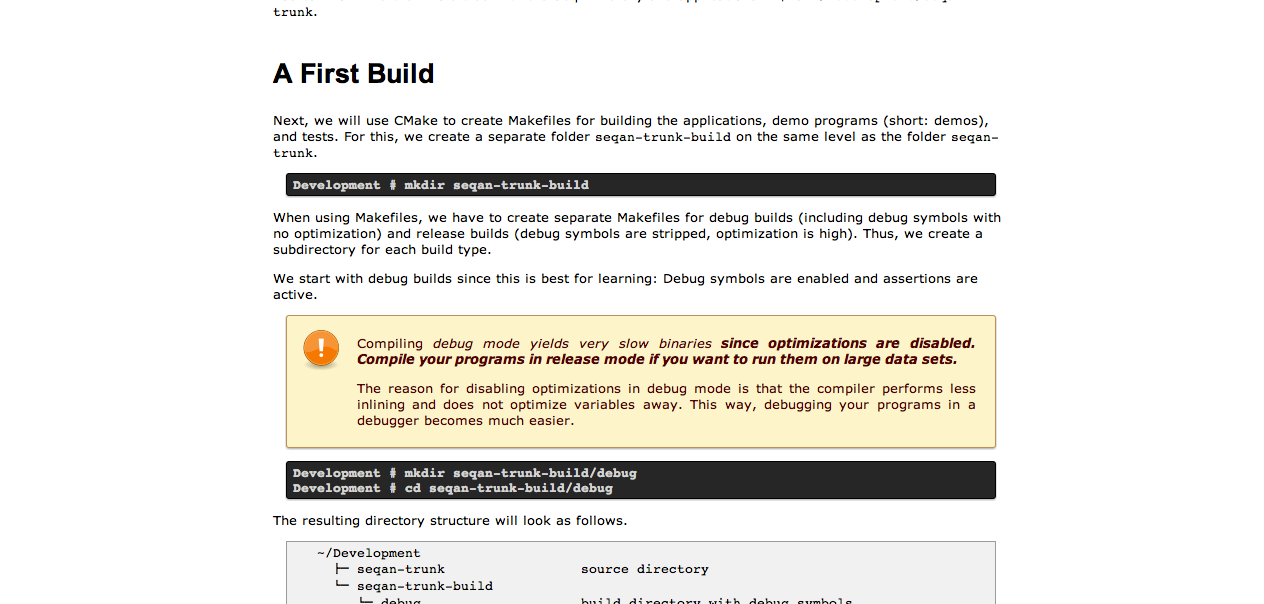 trunk.
A First Build
Next, we will use CMake to create Makefiles for building the applications, demo programs (short: demos),
and tests. For this, we create a separate folder seqan-trunk-build on the same level as the folder seqan-
trunk.
Development # mkdir seqan-trunk-build
When using Makefiles, we have to create separate Makefiles for debug builds (including debug symbols with
no optimization) and release builds (debug symbols are stripped, optimization is high). Thus, we create a
subdirectory for each build type.
We start with debug builds since this is best for learning: Debug symbols are enabled and assertions are
active.
Compiling debug mode yields very slow binaries since optimizations are disabled.
Compile your programs in release mode if you want to run them on large data sets.
The reason for disabling optimizations in debug mode is that the compiler performs less
inlining and does not optimize variables away. This way, debugging your programs in a
debugger becomes much easier.
Development # mkdir seqan-trunk-build/debug
Development # cd seqan-trunk-build/debug
The resulting directory structure will look as follows.
~/Development
├─ seqan-trunk source directory
└─ seqan-trunk-build
└─ debug build directory with debug symbols